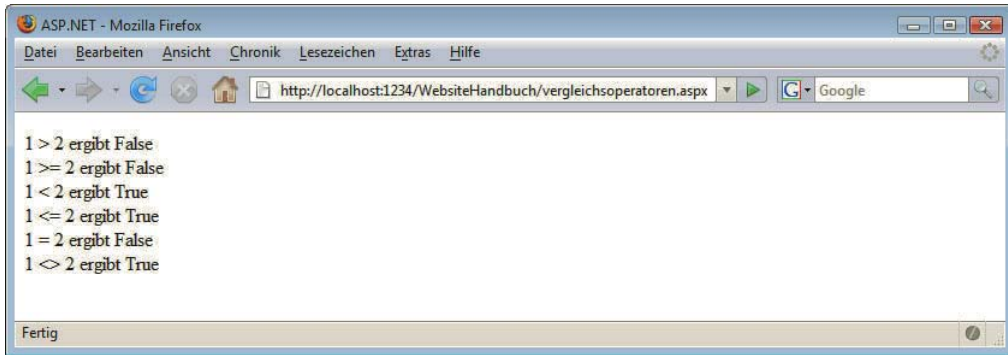 ASP.NET - Mozilla Firefox
Datei Bearbeiten Ansicht Chronik Lesezeichen Extras Hilfe
http://localhost:1234/WebsiteHandbuch/vergleichsoperatoren.aspx G Google
1 > 2 ergibt False
1 >= 2 ergibt False
1 < 2 ergibt True
1 <= 2 ergibt True
1 = 2 ergibt False
1 <> 2 ergibt True
Fertig